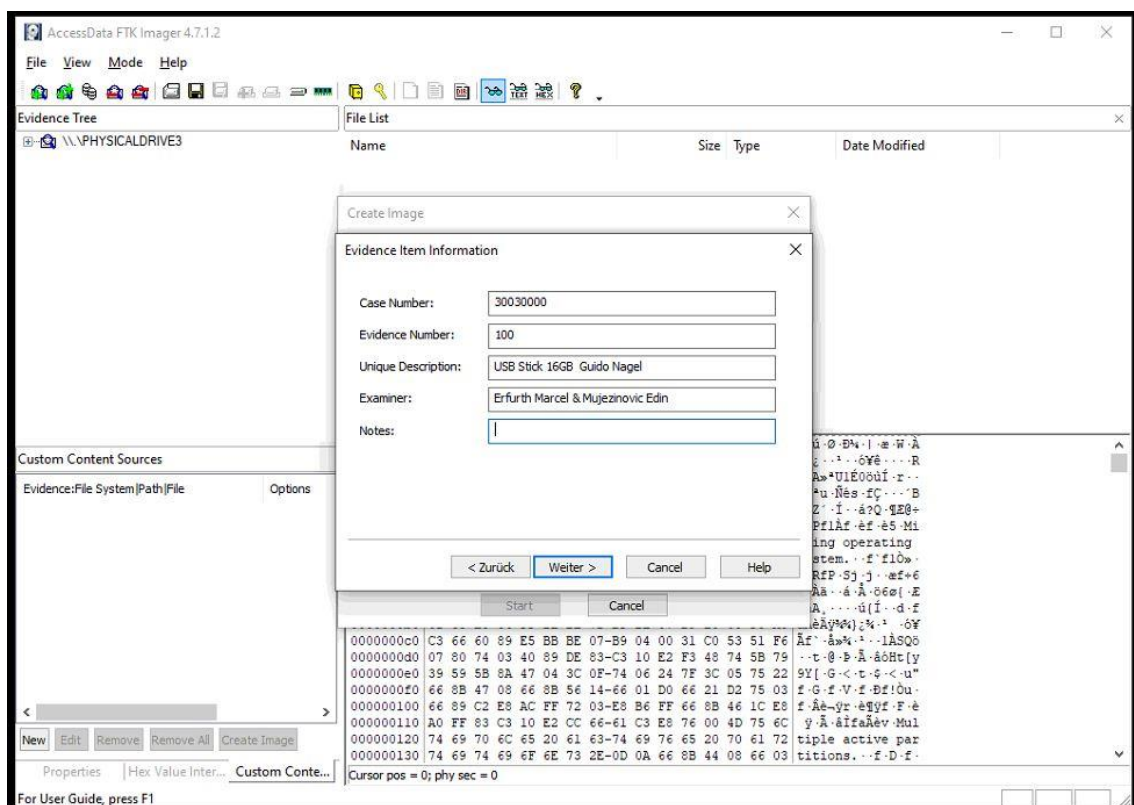 AccessData FTK Imager 4.7.1.2
File View Mode Help
Evidence Tree
File List
\\.\PHYSICALDRIVE3
Name Size Type Date Modified
Create Image
Evidence Item Information
Case Number: 30030000
Evidence Number: 100
Unique Description: USB Stick 16GB Guido Nagel
Examiner: Erfurth Marcel & Mujezinovic Edin
Notes:
< Zurück Weiter > Cancel Help
Start Cancel
Custom Content Sources
Evidence:File System|Path|File Options
ing operating
0000000c0 C3 66 60 89 E5 BB BE 07-B9 04 00 31 C0 53 51 F6
0000000d0 07 80 74 03 40 89 DE 83-C3 10 E2 F3 48 74 5B 79
0000000e0 39 59 5B 8A 47 04 3C 0F-74 06 24 7F 3C 05 75 22
0000000f0 66 8B 47 08 66 8B 56 14-66 01 D0 66 21 D2 75 03
000000100 66 89 C2 E8 AC FF 72 03-E8 B6 FF 66 8B 46 1C E8
000000110 A0 FF 83 C3 10 E2 CC 66-61 C3 E8 76 00 4D 75 6C
000000120 74 69 70 6C 65 20 61 63-74 69 76 65 20 70 61 72 tiple active par
000000130 74 69 74 69 6F 6E 73 2E-0D 0A 66 8B 44 08 66 03 titions.··f·D·f·
New Edit Remove Remove All Create Image
Properties Hex Value Inter... Custom Conte...
Cursor pos = 0; phy sec = 0
For User Guide, press F1